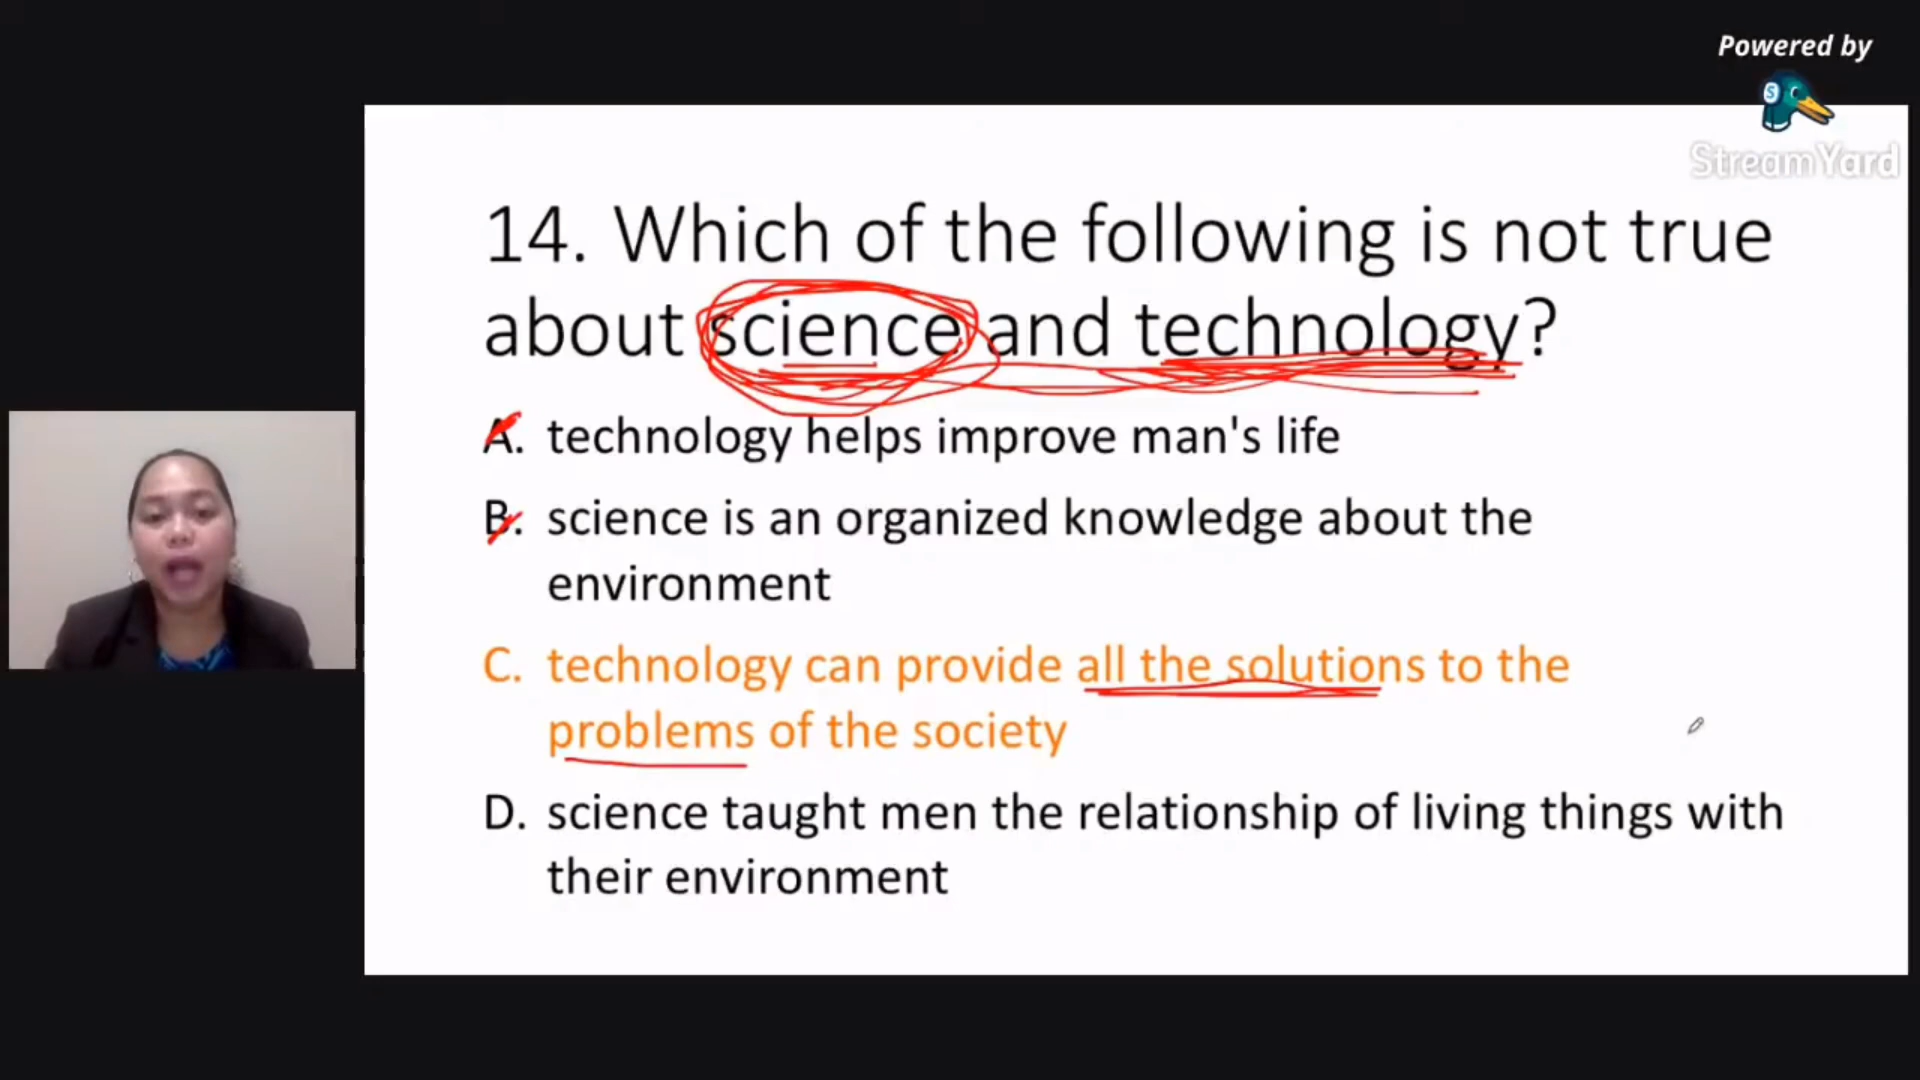 Powered by
StreamYard
14. Which of the following is not true
about science and technology?
A. technology helps improve man's life
B. science is an organized knowledge about the
environment
C. technology can provide all the solutions to the
problems of the society
D. science taught men the relationship of living things with
their environment